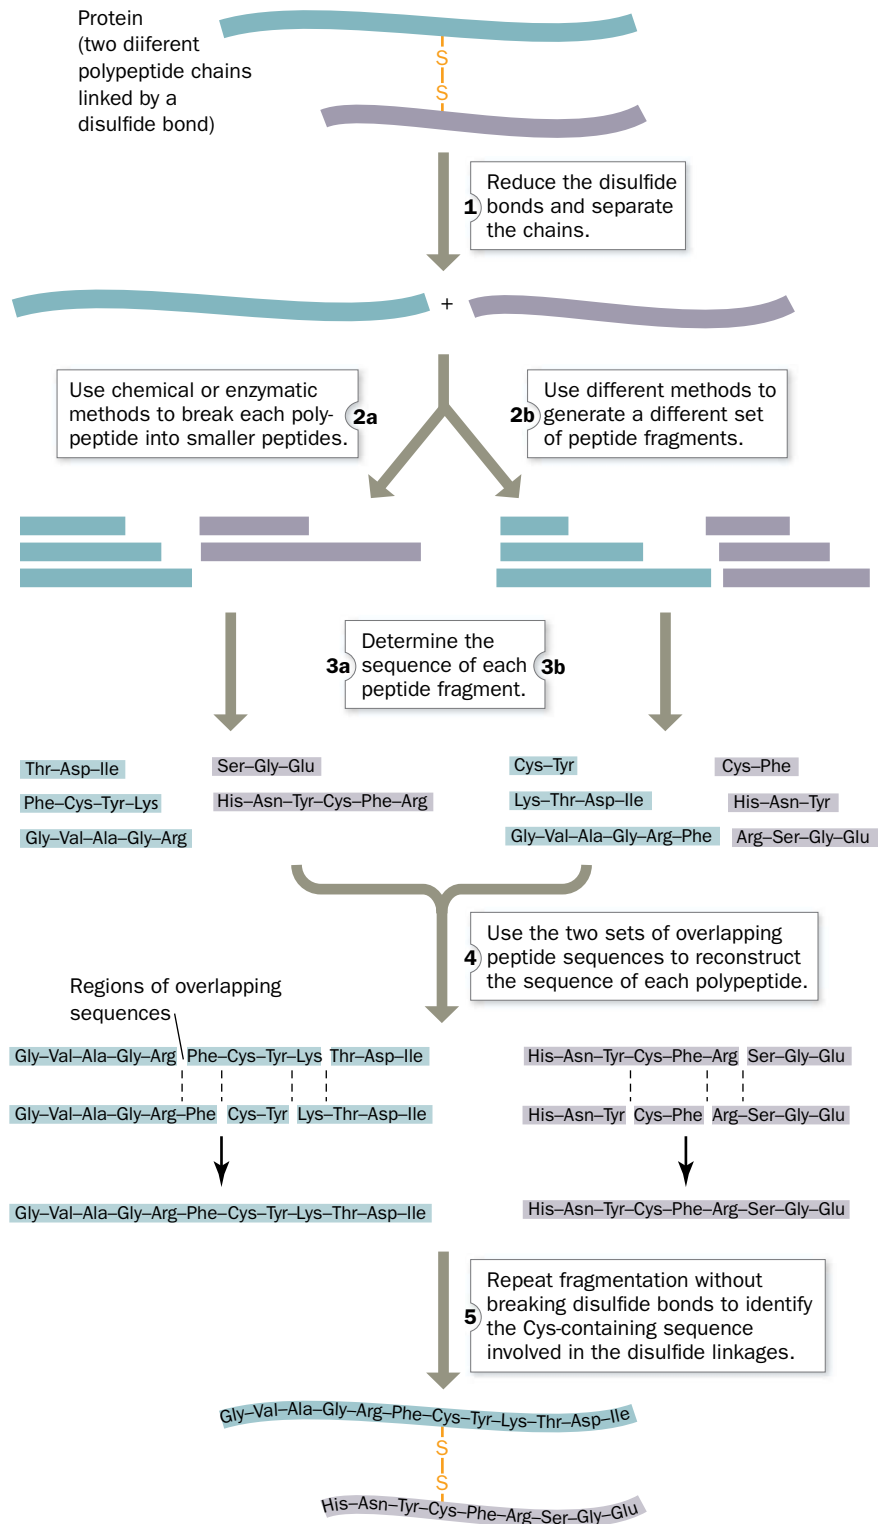 Protein
(two diifferent
polypeptide chains
linked by a
disulfide bond)
S
S
1 Reduce the disulfide
bonds and separate
the chains.
+
Use chemical or enzymatic
methods to break each poly-
peptide into smaller peptides. 2a
2b Use different methods to
generate a different set
of peptide fragments.
3a Determine the
sequence of each
peptide fragment. 3b
Thr–Asp–Ile
Phe–Cys–Tyr–Lys
Gly–Val–Ala–Gly–Arg
Ser–Gly–Glu
His–Asn–Tyr–Cys–Phe–Arg
Cys–Tyr
Lys–Thr–Asp–Ile
Gly–Val–Ala–Gly–Arg–Phe
Cys–Phe
His–Asn–Tyr
Arg–Ser–Gly–Glu
4 Use the two sets of overlapping
peptide sequences to reconstruct
the sequence of each polypeptide.
Regions of overlapping
sequences
Gly–Val–Ala–Gly–Arg Phe–Cys–Tyr–Lys Thr–Asp–Ile
Gly–Val–Ala–Gly–Arg–Phe Cys–Tyr Lys–Thr–Asp–Ile
Gly–Val–Ala–Gly–Arg–Phe–Cys–Tyr–Lys–Thr–Asp–Ile
His–Asn–Tyr–Cys–Phe–Arg Ser–Gly–Glu
His–Asn–Tyr Cys–Phe Arg–Ser–Gly–Glu
His–Asn–Tyr–Cys–Phe–Arg–Ser–Gly–Glu
5 Repeat fragmentation without
breaking disulfide bonds to identify
the Cys-containing sequence
involved in the disulfide linkages.
Gly–Val–Ala–Gly–Arg–Phe–Cys–Tyr–Lys–Thr–Asp–Ile
S
S
His–Asn–Tyr–Cys–Phe–Arg–Ser–Gly–Glu